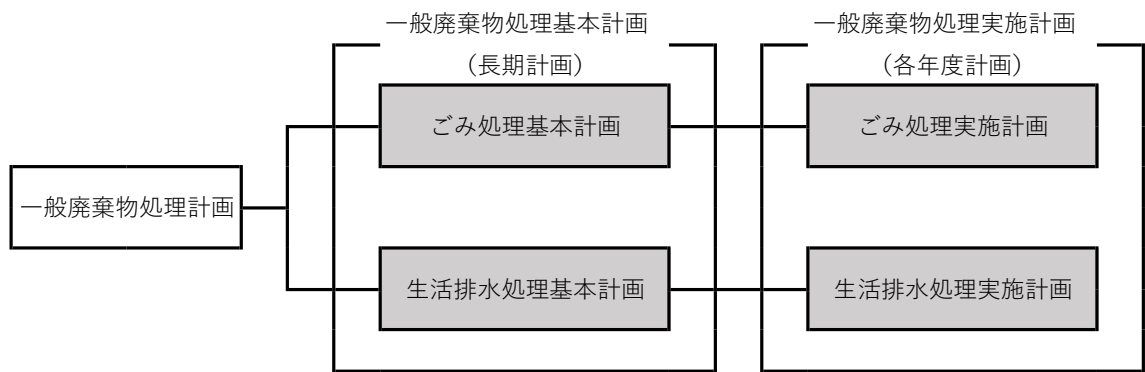 一般廃棄物処理基本計画
（長期計画）
一般廃棄物処理実施計画
（各年度計画）
ごみ処理基本計画
ごみ処理実施計画
一般廃棄物処理計画
生活排水処理基本計画
生活排水処理実施計画